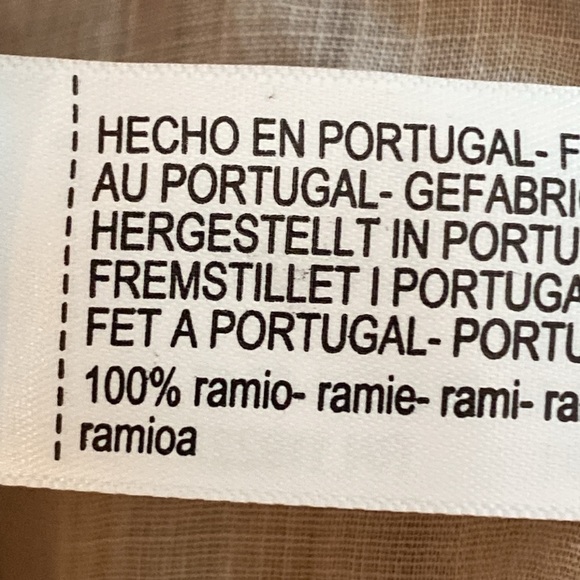 HECHO EN PORTUGAL- F
AU PORTUGAL- GEFABRI
HERGESTELLT IN PORTU
FREMSTILLET I PORTUGA
FET A PORTUGAL- PORTU
100% ramio- ramie- rami- ra
ramioa